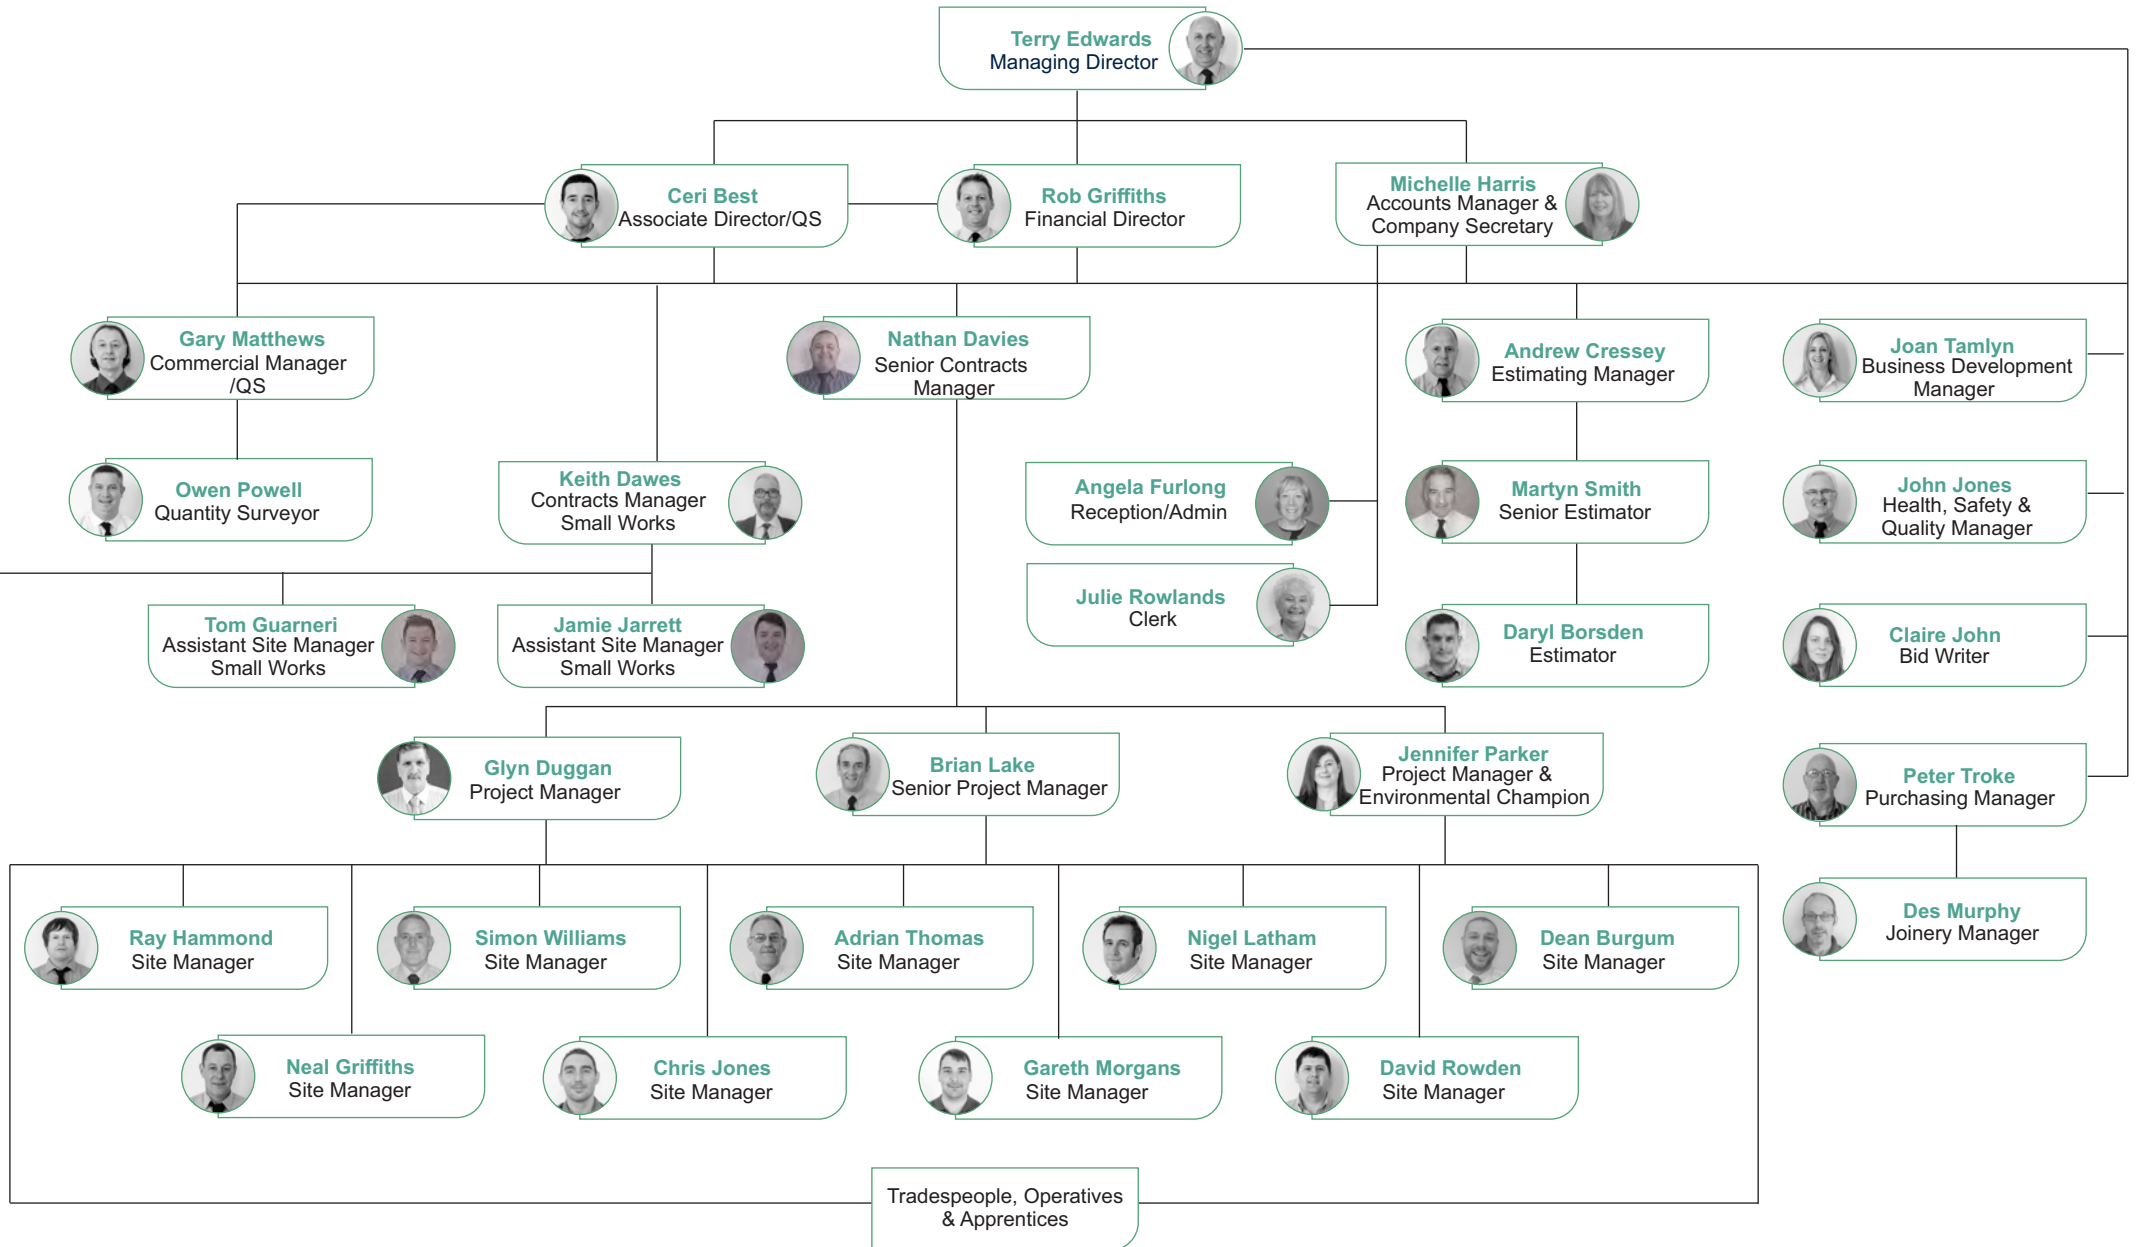 Terry Edwards
Managing Director
Ceri Best
Associate Director/QS
Rob Griffiths
Financial Director
Michelle Harris
Accounts Manager &
Company Secretary
Gary Matthews
Commercial Manager
/QS
Nathan Davies
Senior Contracts
Manager
Andrew Cressey
Estimating Manager
Joan Tamlyn
Business Development
Manager
Owen Powell
Quantity Surveyor
Keith Dawes
Contracts Manager
Small Works
Angela Furlong
Reception/Admin
Martyn Smith
Senior Estimator
John Jones
Health, Safety &
Quality Manager
Tom Guarneri
Assistant Site Manager
Small Works
Jamie Jarrett
Assistant Site Manager
Small Works
Julie Rowlands
Clerk
Daryl Borsden
Estimator
Claire John
Bid Writer
Glyn Duggan
Project Manager
Brian Lake
Senior Project Manager
Jennifer Parker
Project Manager &
Environmental Champion
Peter Troke
Purchasing Manager
Ray Hammond
Site Manager
Simon Williams
Site Manager
Adrian Thomas
Site Manager
Nigel Latham
Site Manager
Dean Burgum
Site Manager
Des Murphy
Joinery Manager
Neal Griffiths
Site Manager
Chris Jones
Site Manager
Gareth Morgans
Site Manager
David Rowden
Site Manager
Tradespeople, Operatives
& Apprentices